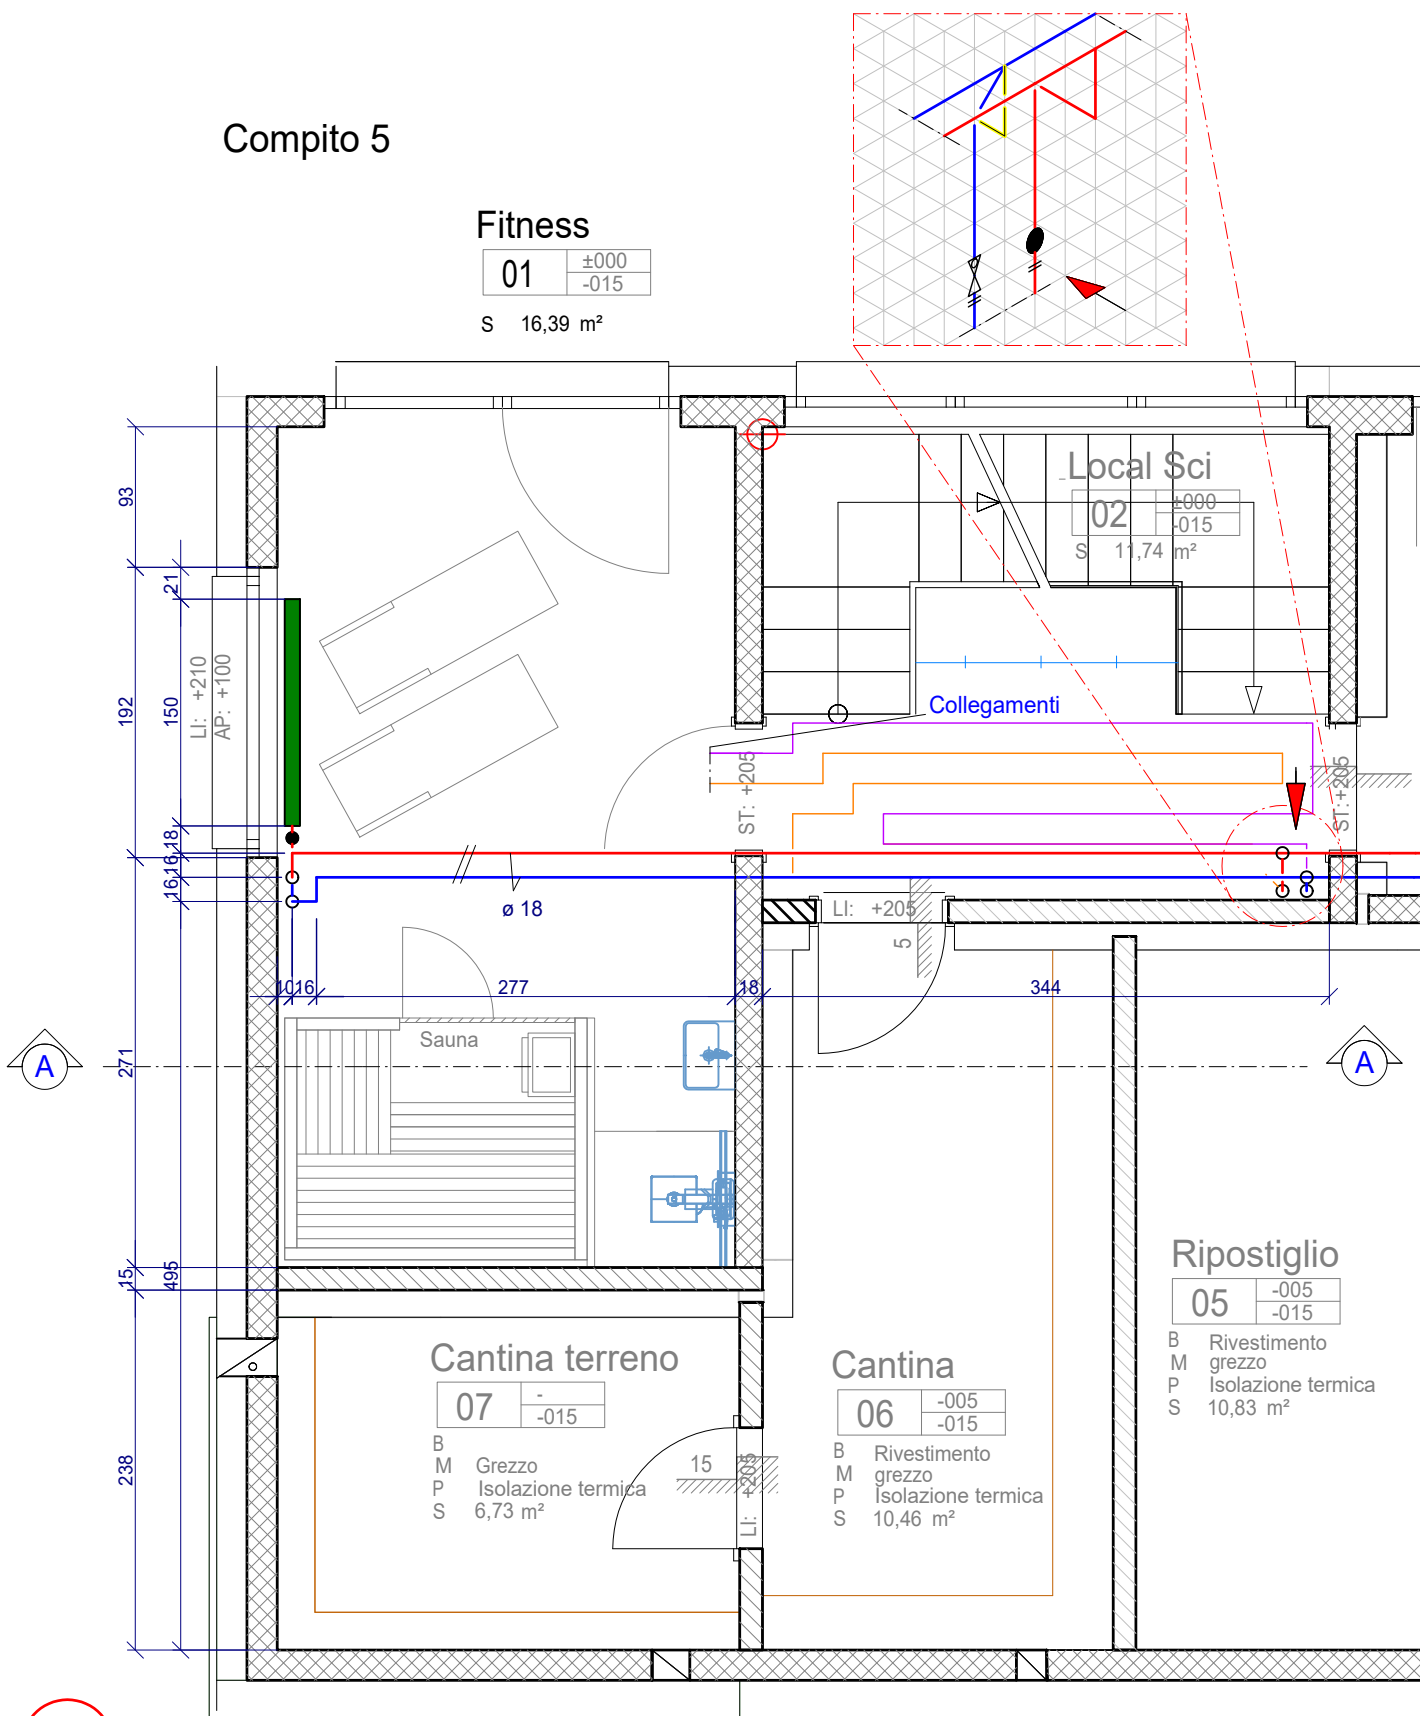 Compito 5
Fitness
01
±000
-015
S 16,39 m²
Local Sci
02
±000
-015
S 11,74 m²
93
21
192
150
LI: +210
AP: +100
18
16
16
Collegamenti
ST: +205
ST:+205
ø 18
LI: +205
5
10
16
277
18
344
Sauna
A
A
271
15
495
238
Ripostiglio
05
-005
-015
B Rivestimento
M grezzo
P Isolazione termica
S 10,83 m²
Cantina terreno
07
-
-015
B
M Grezzo
P Isolazione termica
S 6,73 m²
15
LI: +205
Cantina
06
-005
-015
B Rivestimento
M grezzo
P Isolazione termica
S 10,46 m²